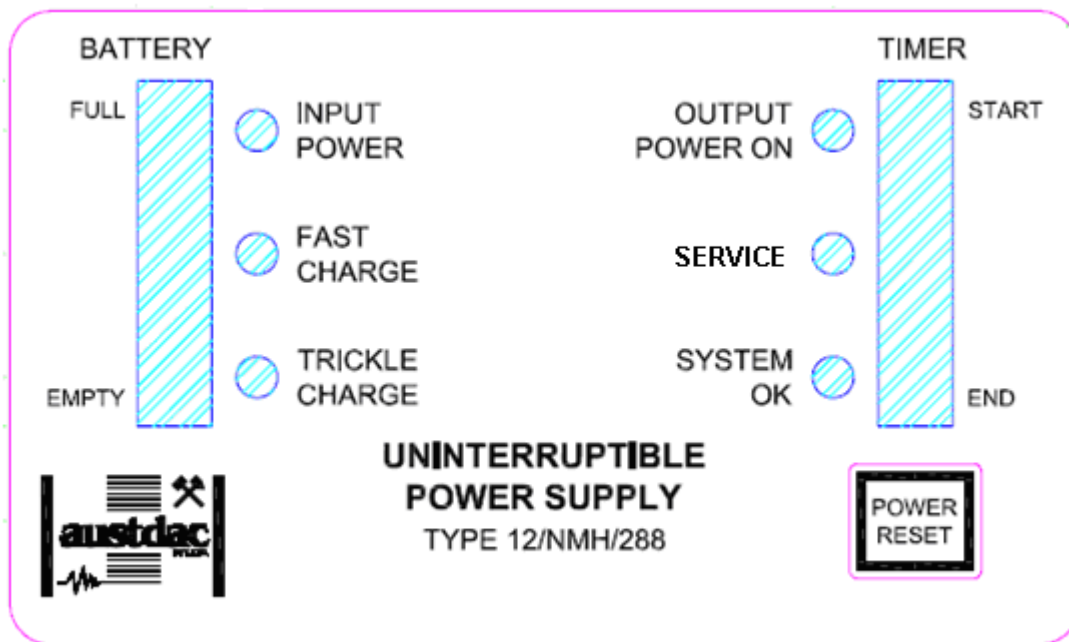 BATTERY
TIMER
FULL
INPUT
POWER
OUTPUT
POWER ON
START
FAST
CHARGE
SERVICE
TRICKLE
CHARGE
SYSTEM
OK
EMPTY
END
UNINTERRUPTIBLE
POWER SUPPLY
TYPE 12/NMH/288
austdac
POWER
RESET